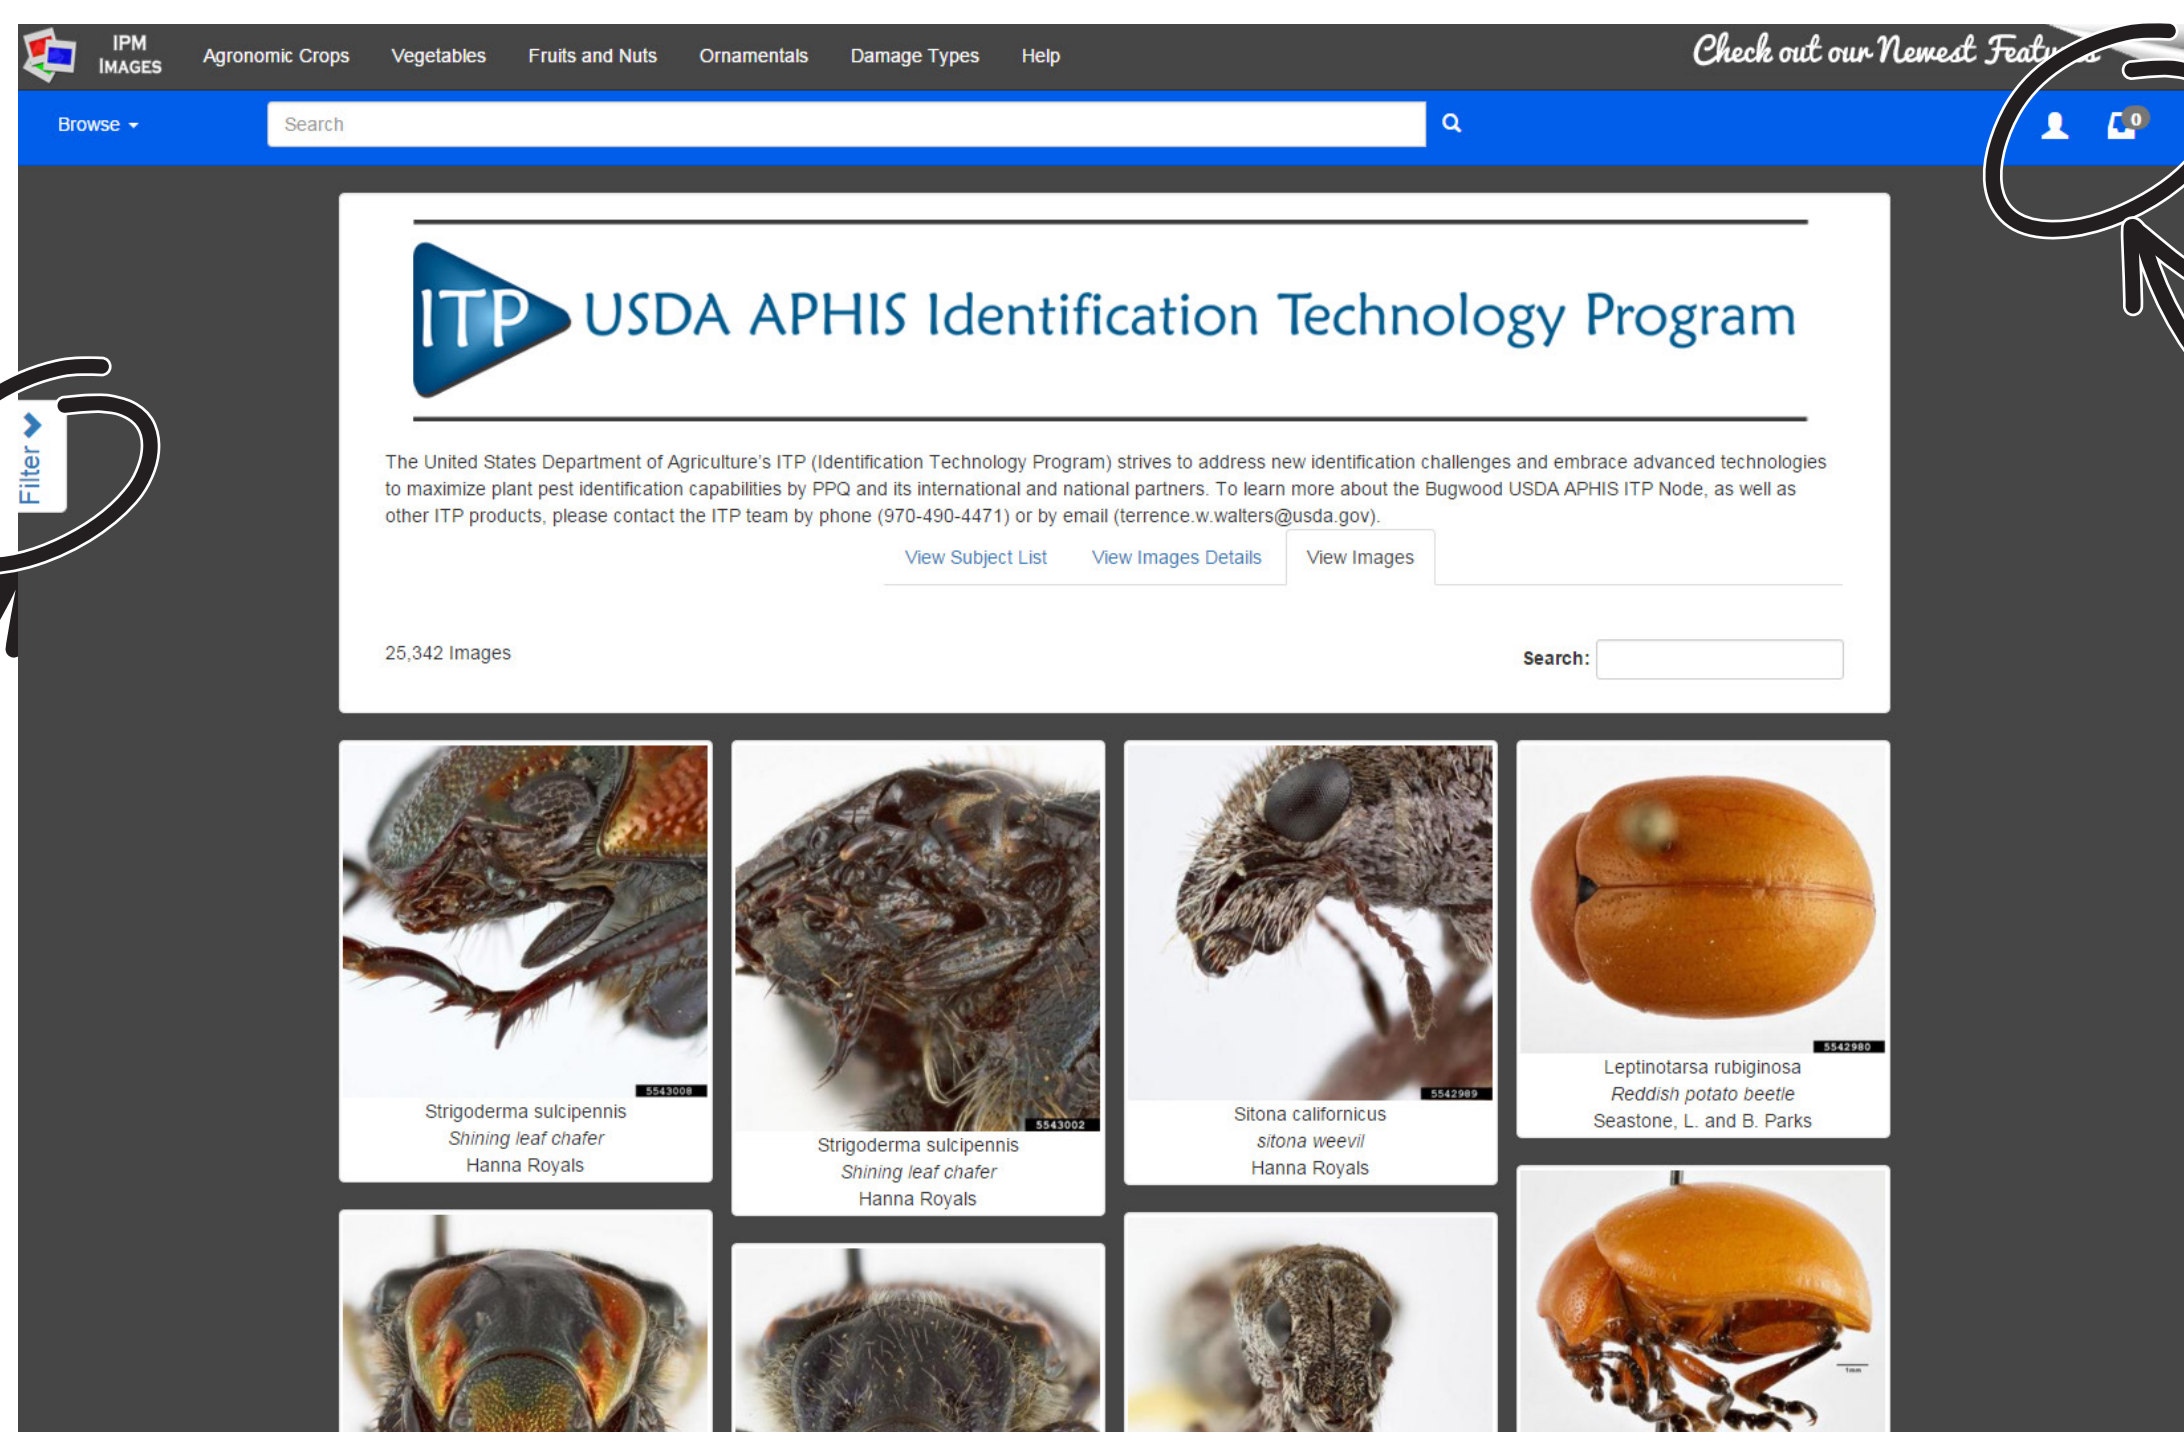 IPM
IMAGES
Agronomic Crops
Vegetables
Fruits and Nuts
Ornamentals
Damage Types
Help
Check out our Newest Features
Browse
Search
0
Filter
ITP
USDA APHIS Identification Technology Program
The United States Department of Agriculture's ITP (Identification Technology Program) strives to address new identification challenges and embrace advanced technologies
to maximize plant pest identification capabilities by PPQ and its international and national partners. To learn more about the Bugwood USDA APHIS ITP Node, as well as
other ITP products, please contact the ITP team by phone (970-490-4471) or by email (terrence.w.walters@usda.gov).
View Subject List
View Images Details
View Images
25,342 Images
Search:
5543008
Strigoderma sulcipennis
Shining leaf chafer
Hanna Royals
5543002
Strigoderma sulcipennis
Shining leaf chafer
Hanna Royals
5542989
Sitona californicus
sitona weevil
Hanna Royals
5542980
Leptinotarsa rubiginosa
Reddish potato beetle
Seastone, L. and B. Parks
1mm